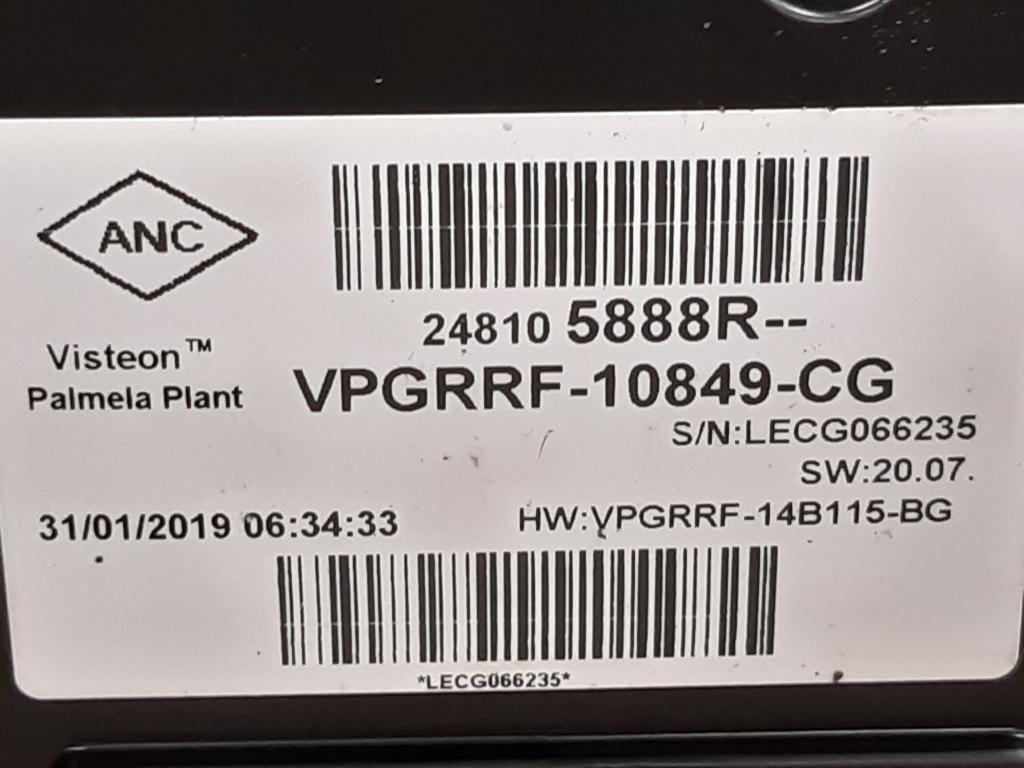 ANC
Visteon™
Palmela Plant
24810 5888R--
VPGRRF-10849-CG
S/N:LECG066235
SW:20.07.
31/01/2019 06:34:33
HW:VPGRRF-14B115-BG
*LECG066235*